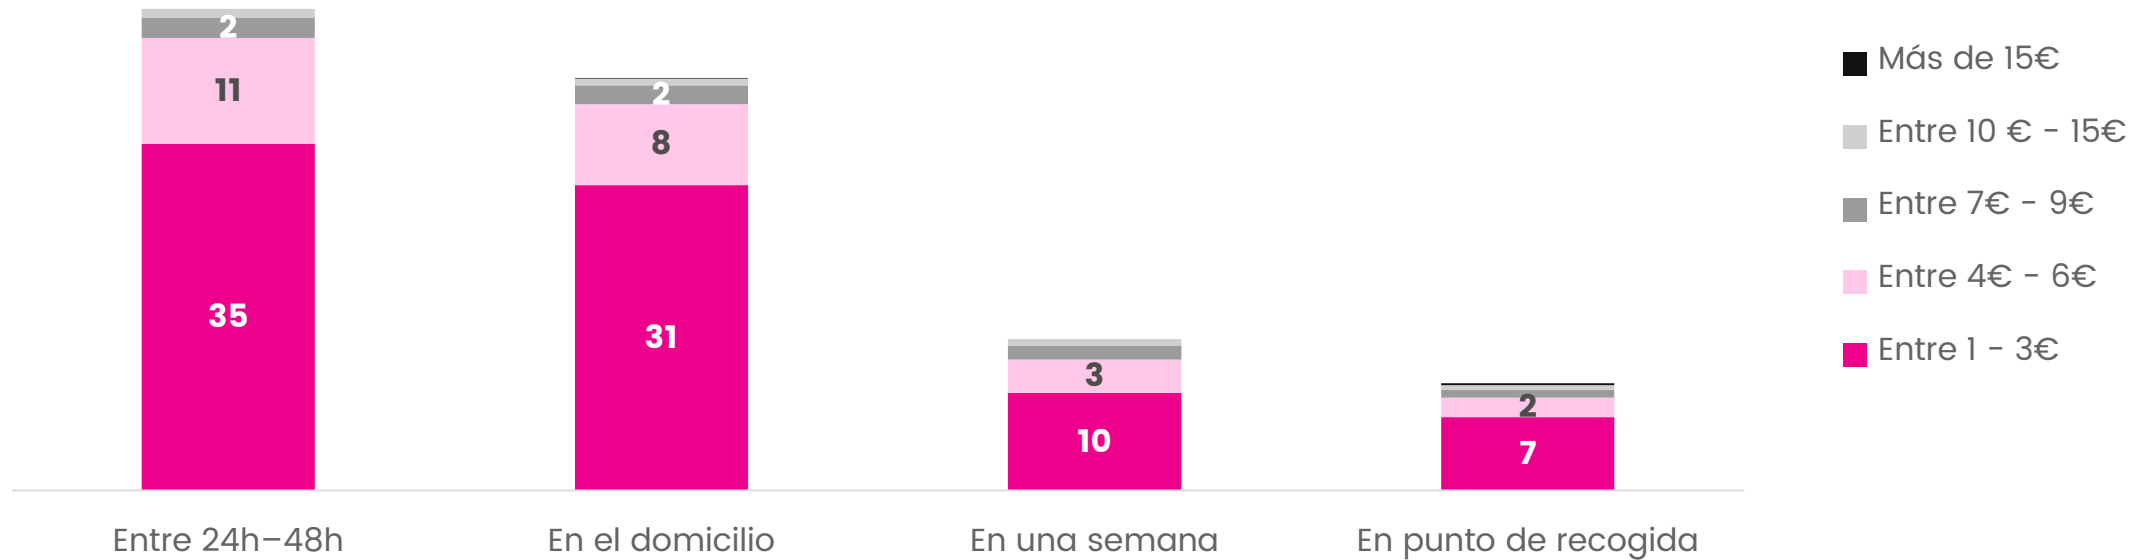 2
11
35
2
8
31
3
10
2
7
Entre 24h–48h
En el domicilio
En una semana
En punto de recogida
Más de 15€
Entre 10 € - 15€
Entre 7€ - 9€
Entre 4€ - 6€
Entre 1 - 3€